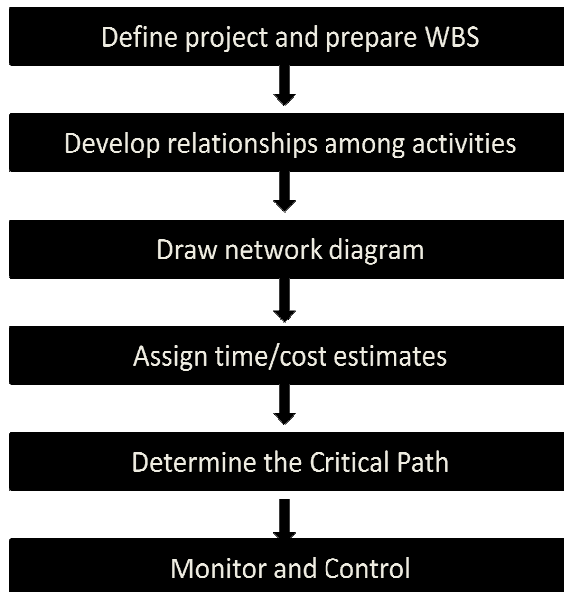 Define project and prepare WBS
Develop relationships among activities
Draw network diagram
Assign time/cost estimates
Determine the Critical Path
Monitor and Control